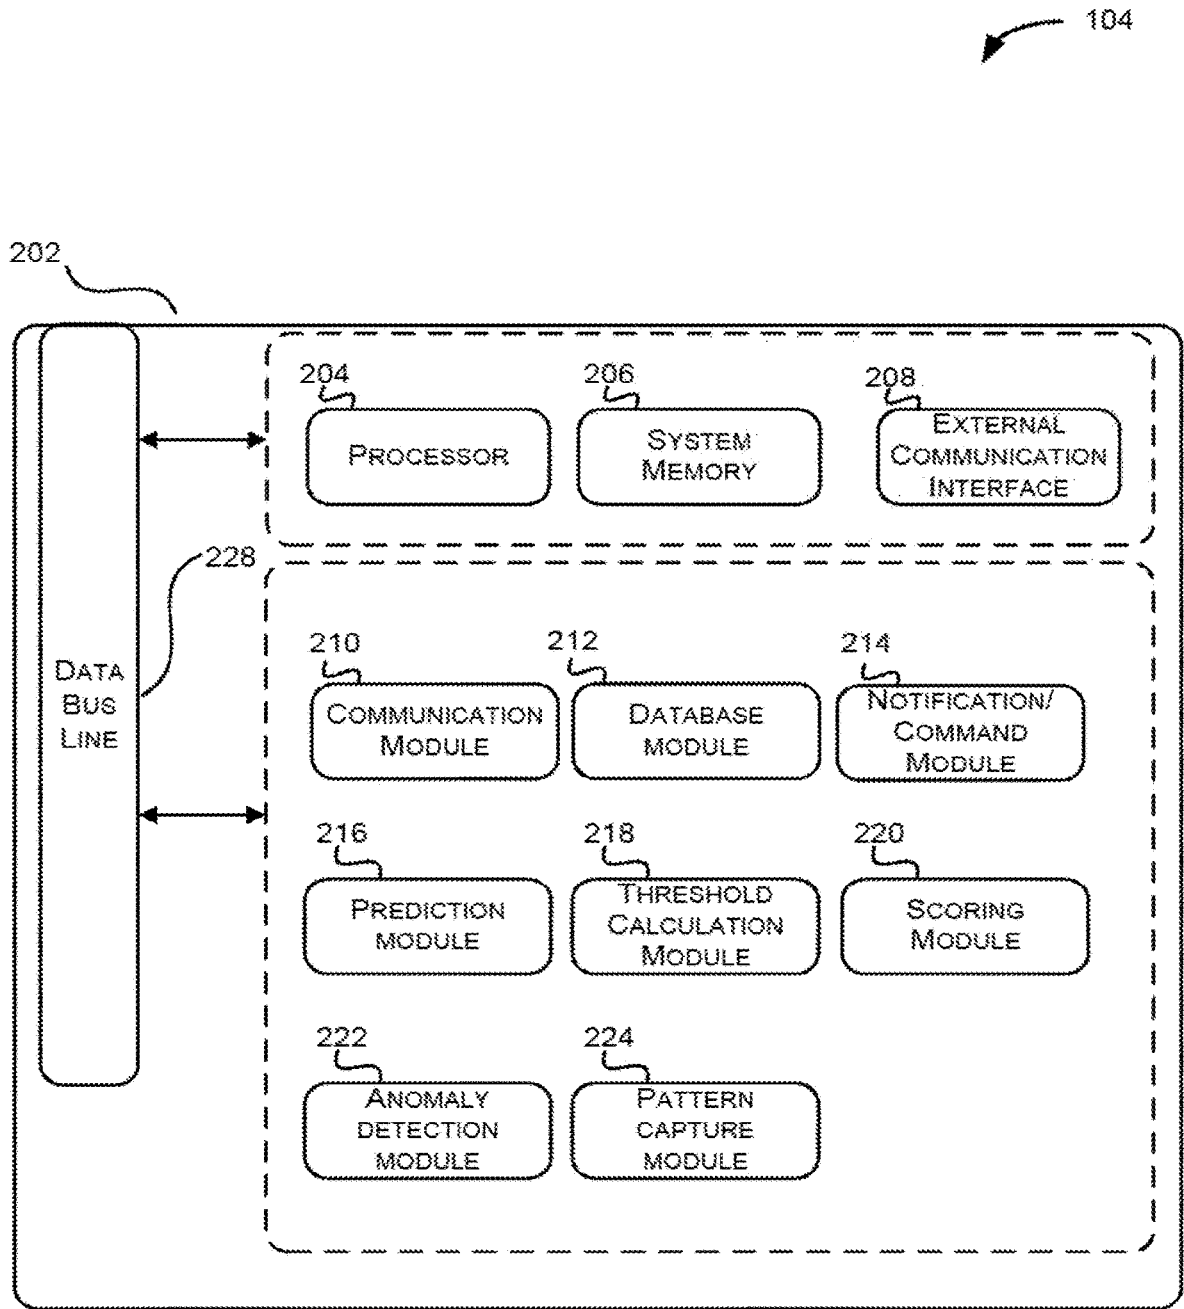 104
202
204
206
208
PROCESSOR
SYSTEM
MEMORY
EXTERNAL
COMMUNICATION
INTERFACE
228
DATA
BUS
LINE
210
212
214
COMMUNICATION
MODULE
DATABASE
MODULE
NOTIFICATION/
COMMAND
MODULE
216
218
220
PREDICTION
MODULE
THRESHOLD
CALCULATION
MODULE
SCORING
MODULE
222
224
ANOMALY
DETECTION
MODULE
PATTERN
CAPTURE
MODULE